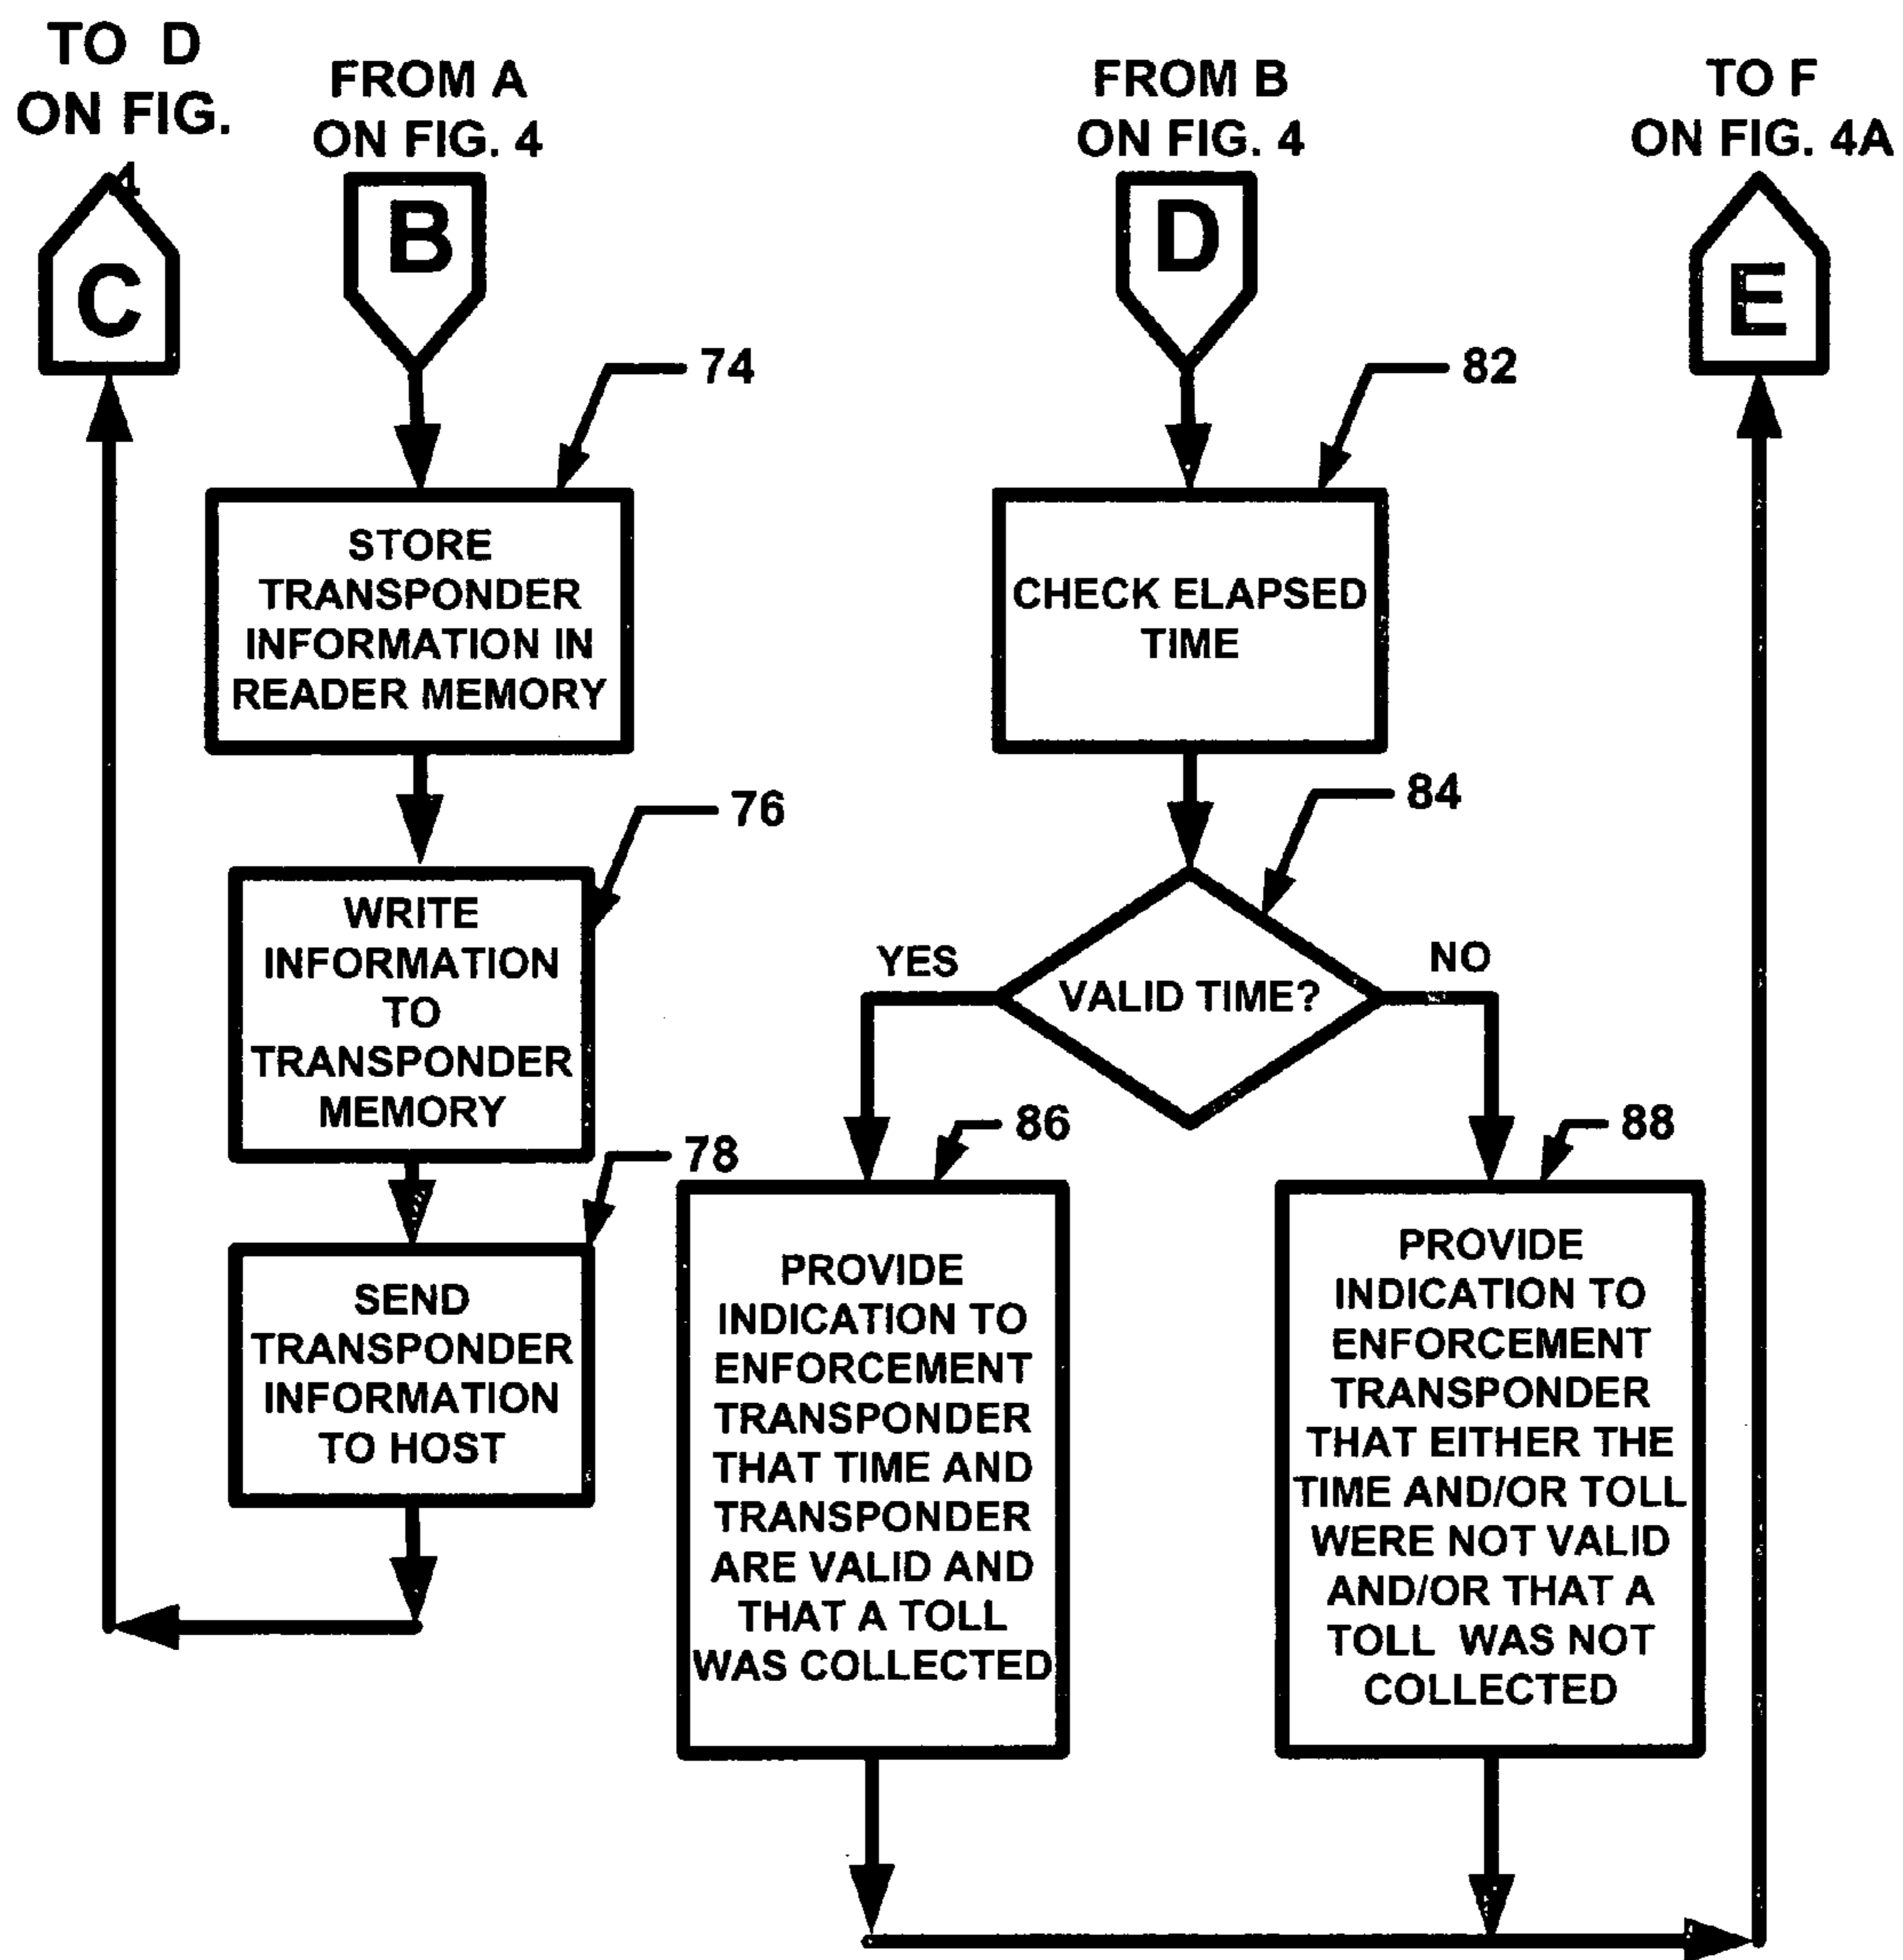 TO D
ON FIG.
4
C
FROM A
ON FIG. 4
B
FROM B
ON FIG. 4
D
TO F
ON FIG. 4A
E
74
STORE
TRANSPONDER
INFORMATION IN
READER MEMORY
76
WRITE
INFORMATION
TO
TRANSPONDER
MEMORY
78
SEND
TRANSPONDER
INFORMATION
TO HOST
82
CHECK ELAPSED
TIME
84
VALID TIME?
YES
NO
86
PROVIDE
INDICATION TO
ENFORCEMENT
TRANSPONDER
THAT TIME AND
TRANSPONDER
ARE VALID AND
THAT A TOLL
WAS COLLECTED
88
PROVIDE
INDICATION TO
ENFORCEMENT
TRANSPONDER
THAT EITHER THE
TIME AND/OR TOLL
WERE NOT VALID
AND/OR THAT A
TOLL WAS NOT
COLLECTED